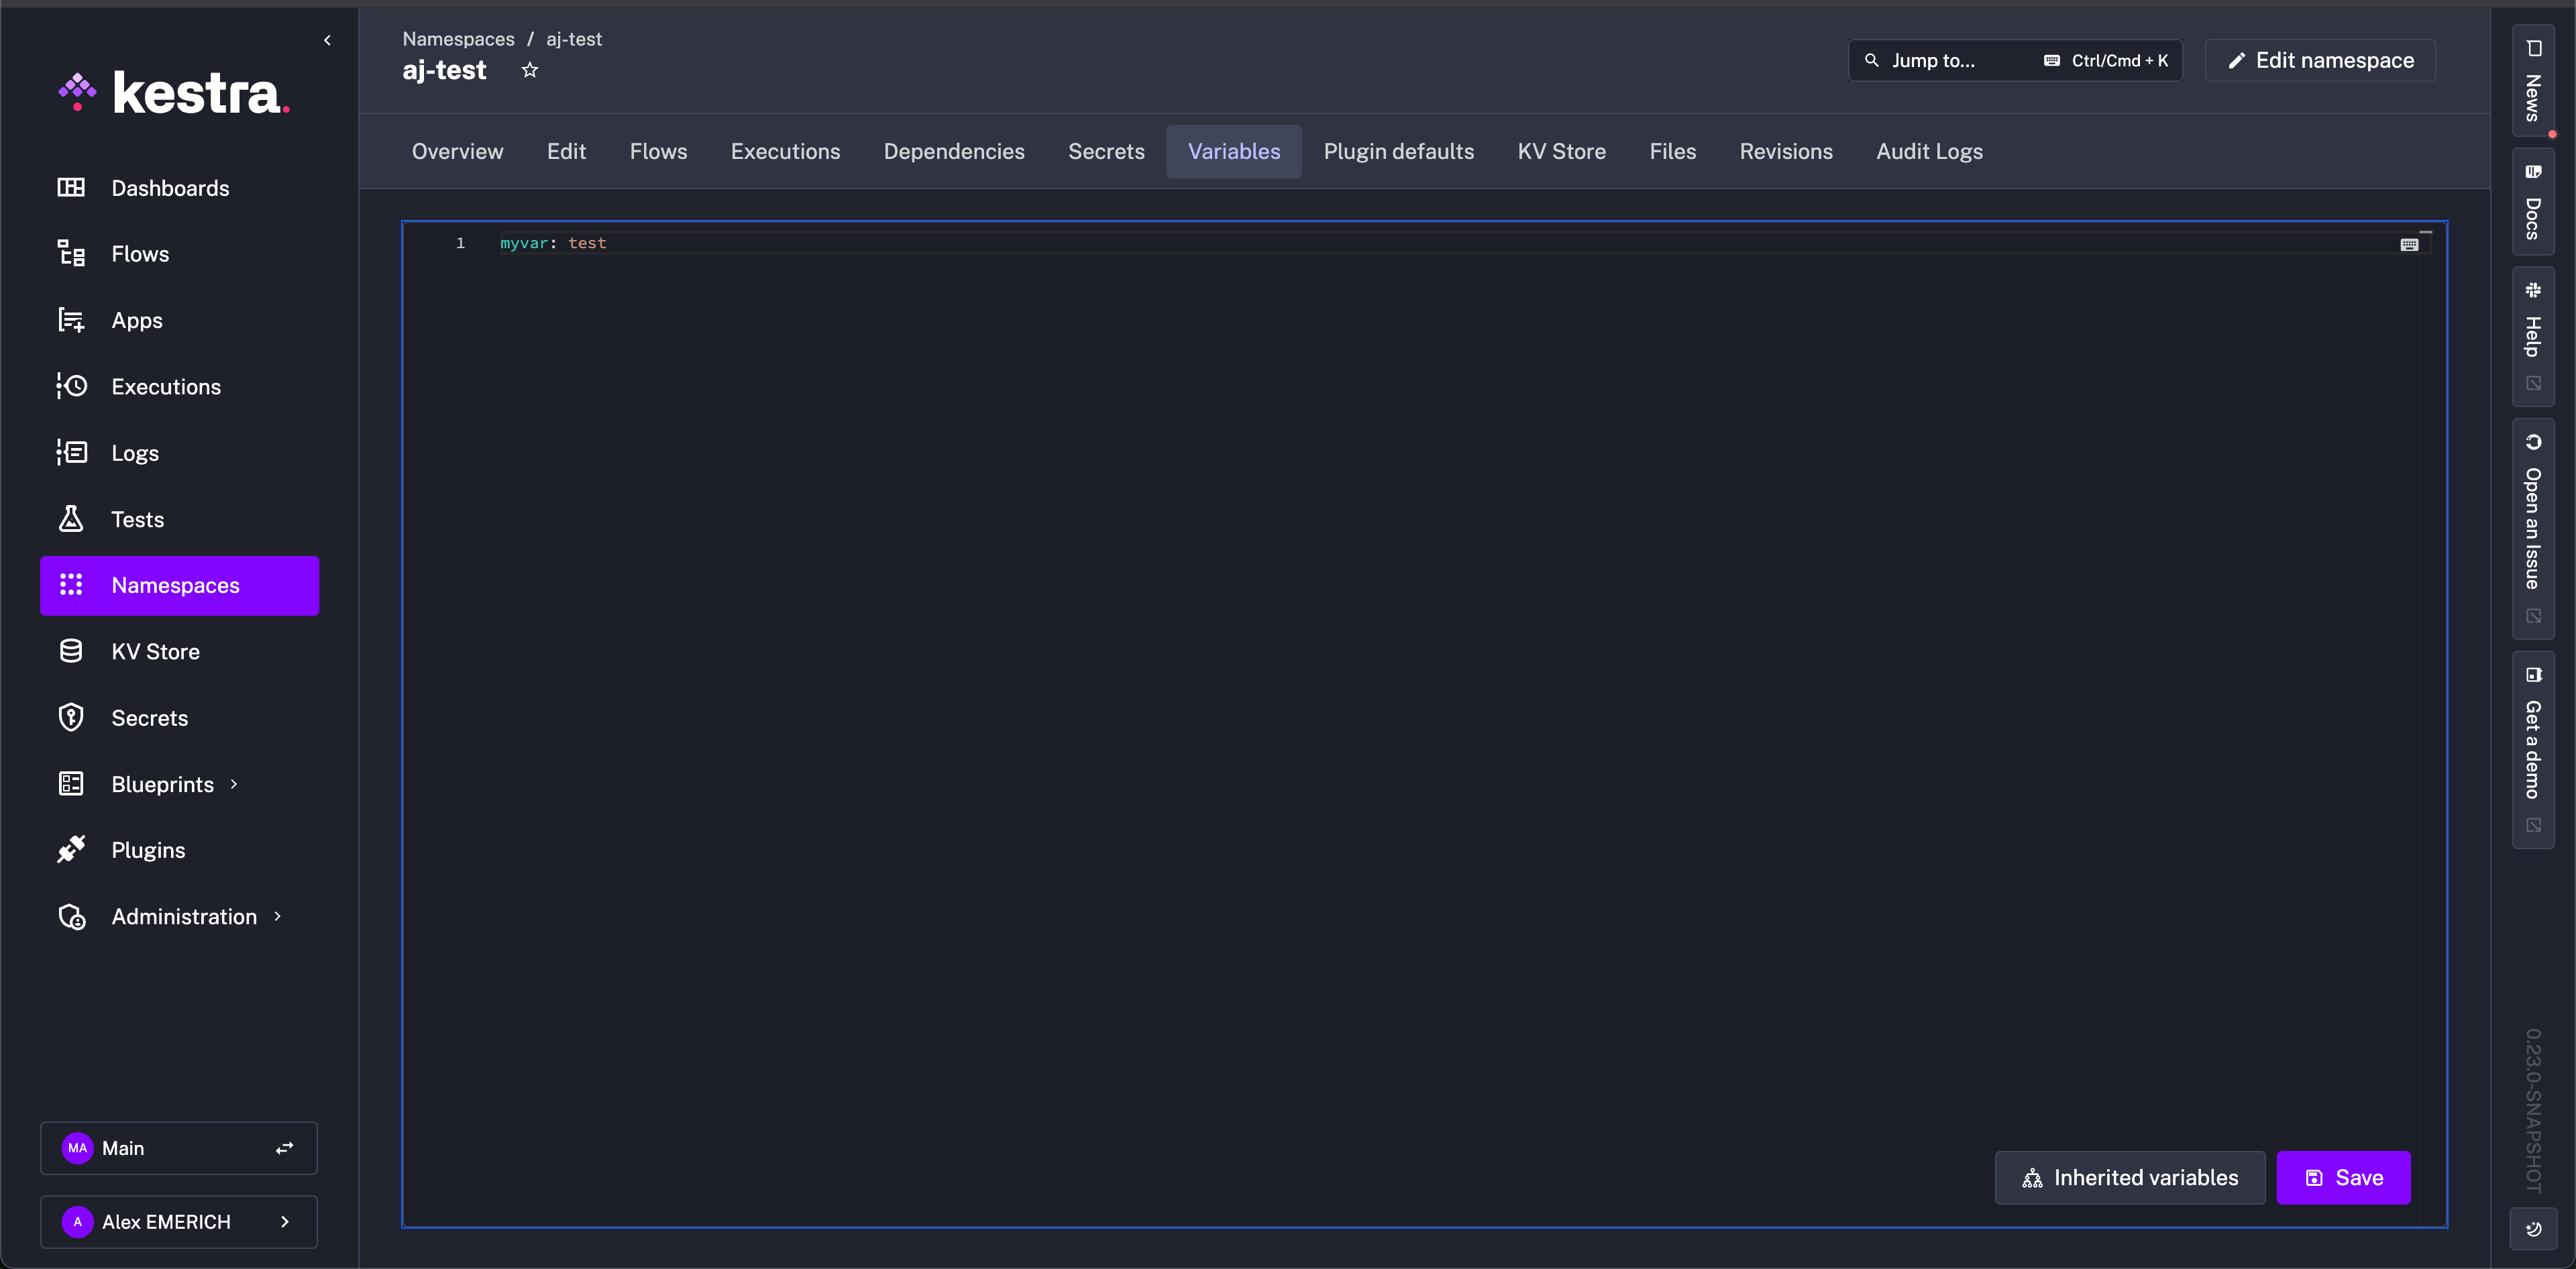 kestra.
Dashboards
Flows
Apps
Executions
Logs
Tests
Namespaces
KV Store
Secrets
Blueprints
Plugins
Administration
MA Main
A Alex EMERICH
Namespaces / aj-test
aj-test
Jump to... Ctrl/Cmd + K
Edit namespace
Overview Edit Flows Executions Dependencies Secrets Variables Plugin defaults KV Store Files Revisions Audit Logs
1 myvar: test
Inherited variables
Save
News
Docs
Help
Open an Issue
Get a demo
0.23.0-SNAPSHOT